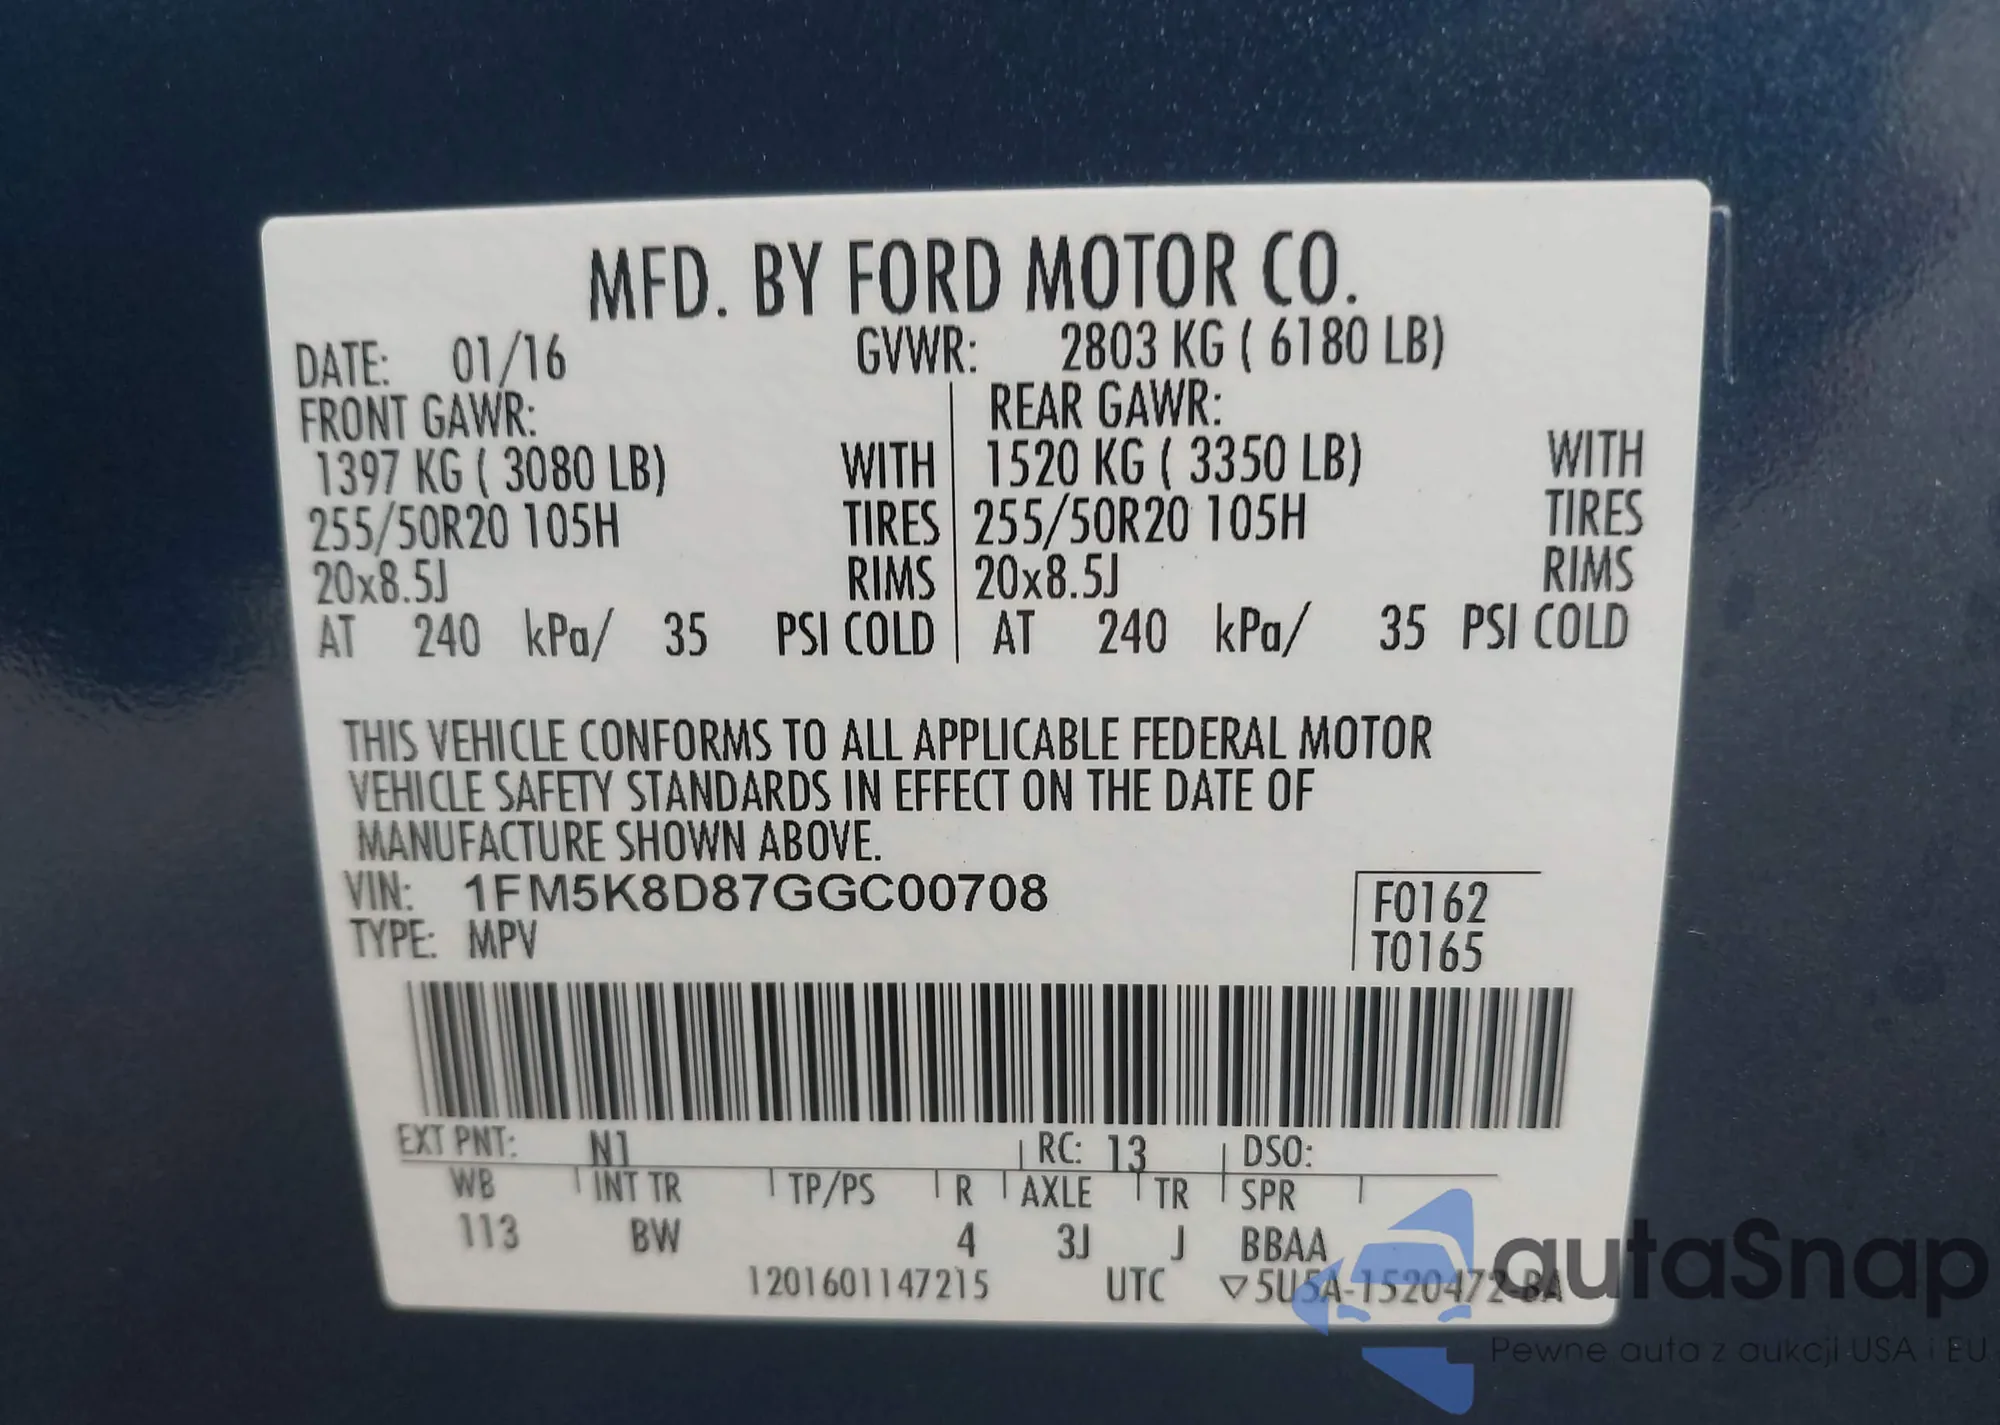 MFD. BY FORD MOTOR CO.
DATE: 01/16 GVWR: 2803 KG ( 6180 LB)
FRONT GAWR: REAR GAWR:
1397 KG ( 3080 LB) WITH 1520 KG ( 3350 LB) WITH
255/50R20 105H TIRES 255/50R20 105H TIRES
20x8.5J RIMS 20x8.5J RIMS
AT 240 kPa/ 35 PSI COLD AT 240 kPa/ 35 PSI COLD
THIS VEHICLE CONFORMS TO ALL APPLICABLE FEDERAL MOTOR
VEHICLE SAFETY STANDARDS IN EFFECT ON THE DATE OF
MANUFACTURE SHOWN ABOVE.
VIN: 1FM5K8D87GGC00708 F0162
TYPE: MPV T0165
EXT PNT: N1 RC: 13 DSO:
WB INT TR TP/PS R AXLE TR SPR
113 BW 4 3J J BBAA
1201601147215 UTC ▽5U5A-1520472-BA
autaSnap
Pewne auta z aukcji USA i EU